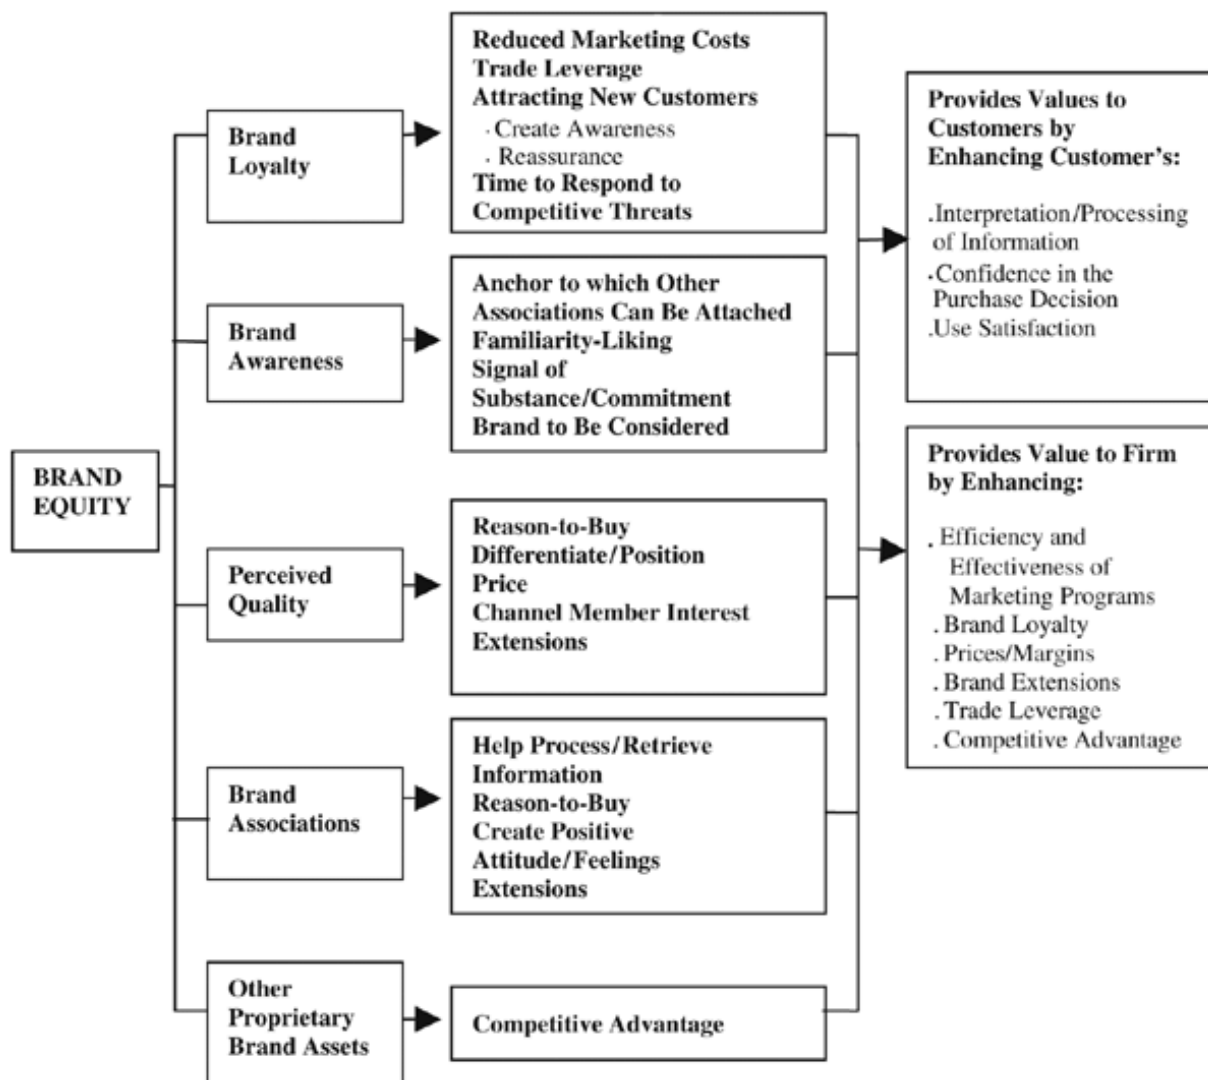 BRAND
EQUITY
Brand
Loyalty
Reduced Marketing Costs
Trade Leverage
Attracting New Customers
· Create Awareness
· Reassurance
Time to Respond to
Competitive Threats
Brand
Awareness
Anchor to which Other
Associations Can Be Attached
Familiarity-Liking
Signal of
Substance/Commitment
Brand to Be Considered
Perceived
Quality
Reason-to-Buy
Differentiate/Position
Price
Channel Member Interest
Extensions
Brand
Associations
Help Process/Retrieve
Information
Reason-to-Buy
Create Positive
Attitude/Feelings
Extensions
Other
Proprietary
Brand Assets
Competitive Advantage
Provides Values to
Customers by
Enhancing Customer's:
.Interpretation/Processing
of Information
·Confidence in the
Purchase Decision
.Use Satisfaction
Provides Value to Firm
by Enhancing:
. Efficiency and
Effectiveness of
Marketing Programs
. Brand Loyalty
. Prices/Margins
. Brand Extensions
. Trade Leverage
. Competitive Advantage